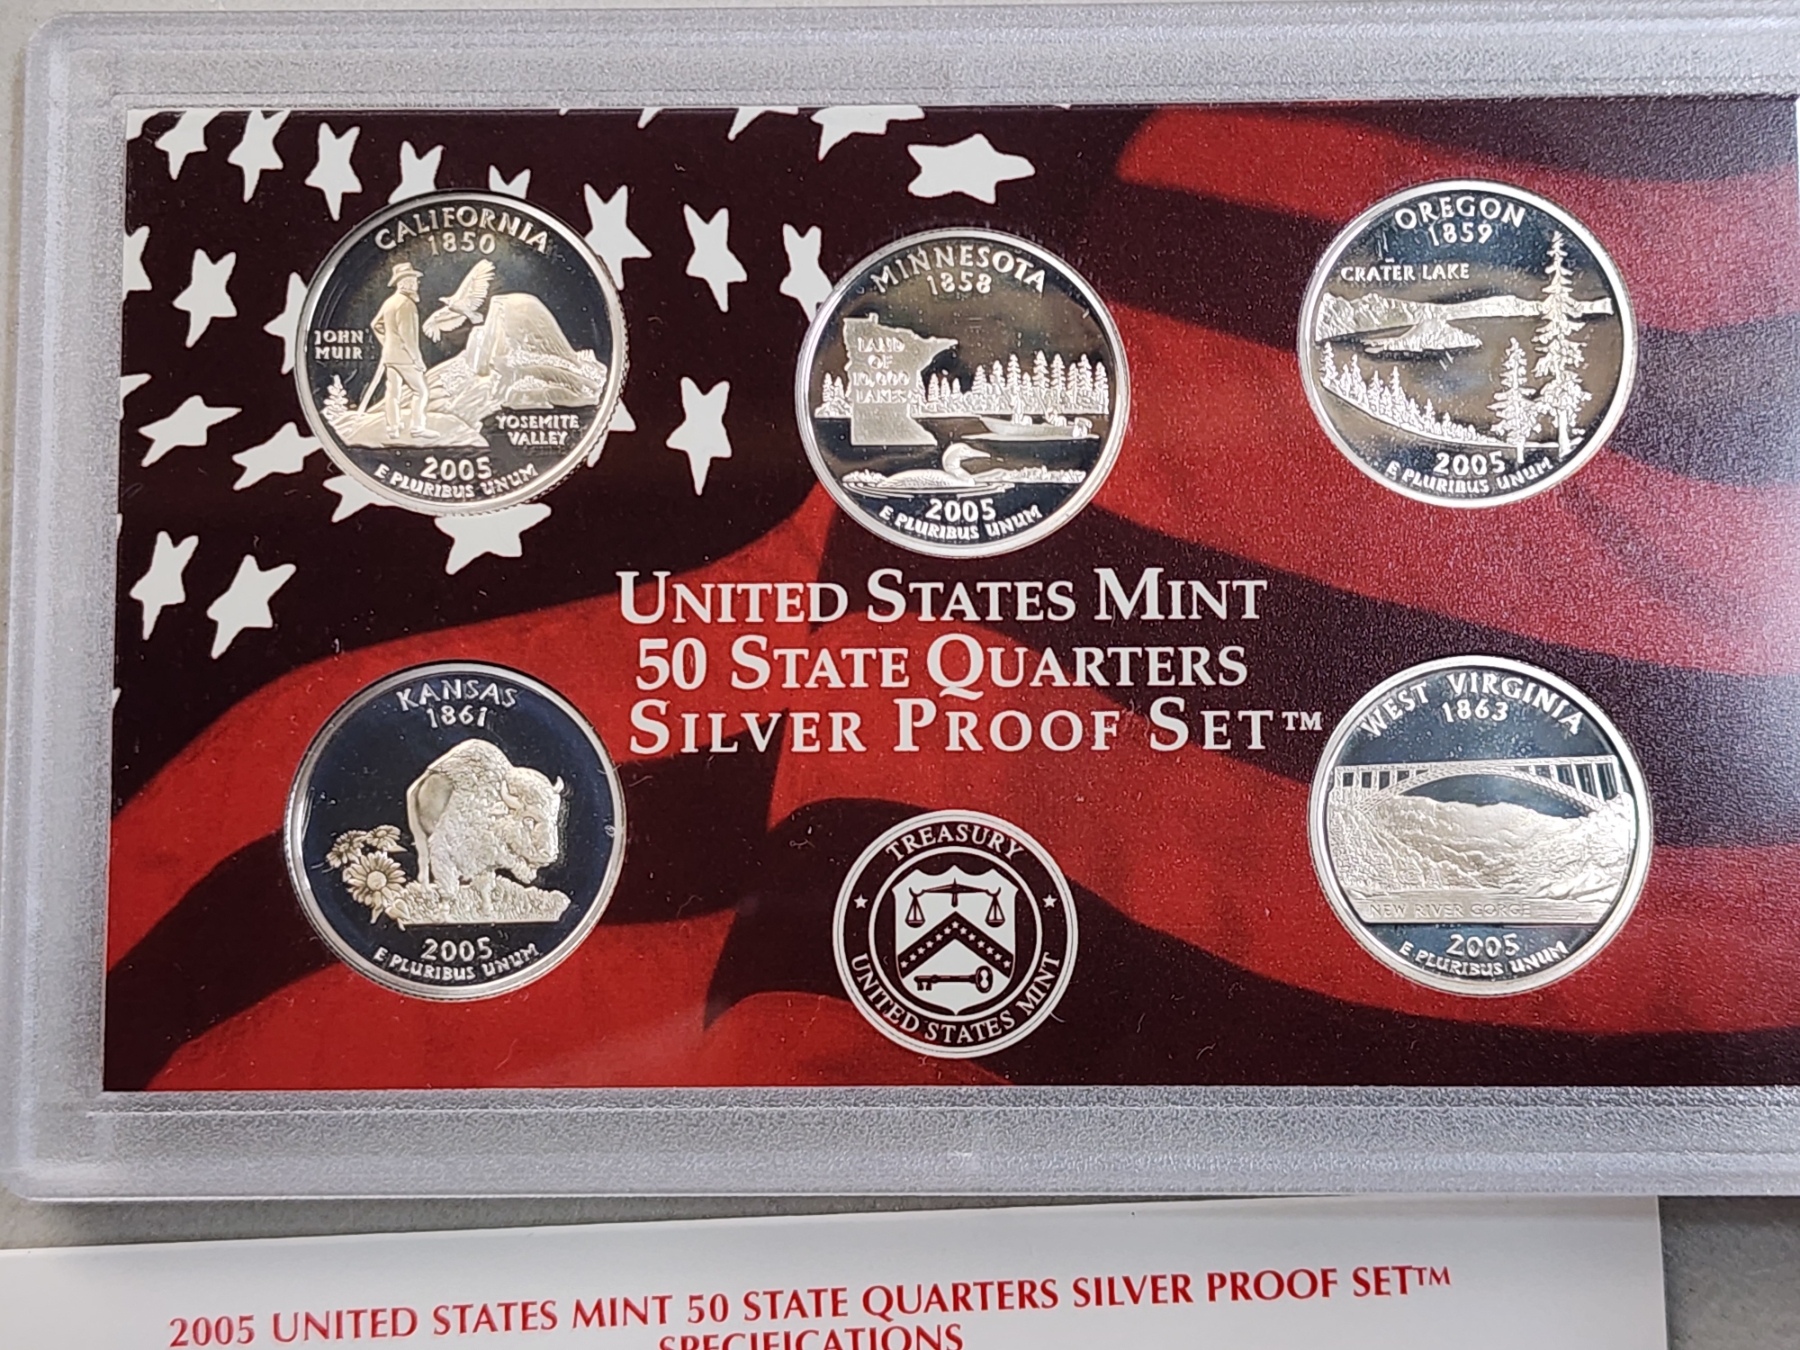 CALIFORNIA
1850
JOHN
MUIR
YOSEMITE
VALLEY
2005
E PLURIBUS UNUM
MINNESOTA
1858
LAND
OF
10,000
LAKES
2005
E PLURIBUS UNUM
OREGON
1859
CRATER LAKE
2005
E PLURIBUS UNUM
UNITED STATES MINT
50 STATE QUARTERS
SILVER PROOF SET™
KANSAS
1861
2005
E PLURIBUS UNUM
TREASURY
UNITED STATES MINT
WEST VIRGINIA
1863
NEW RIVER GORGE
2005
E PLURIBUS UNUM
2005 UNITED STATES MINT 50 STATE QUARTERS SILVER PROOF SET™
SPECIFICATIONS